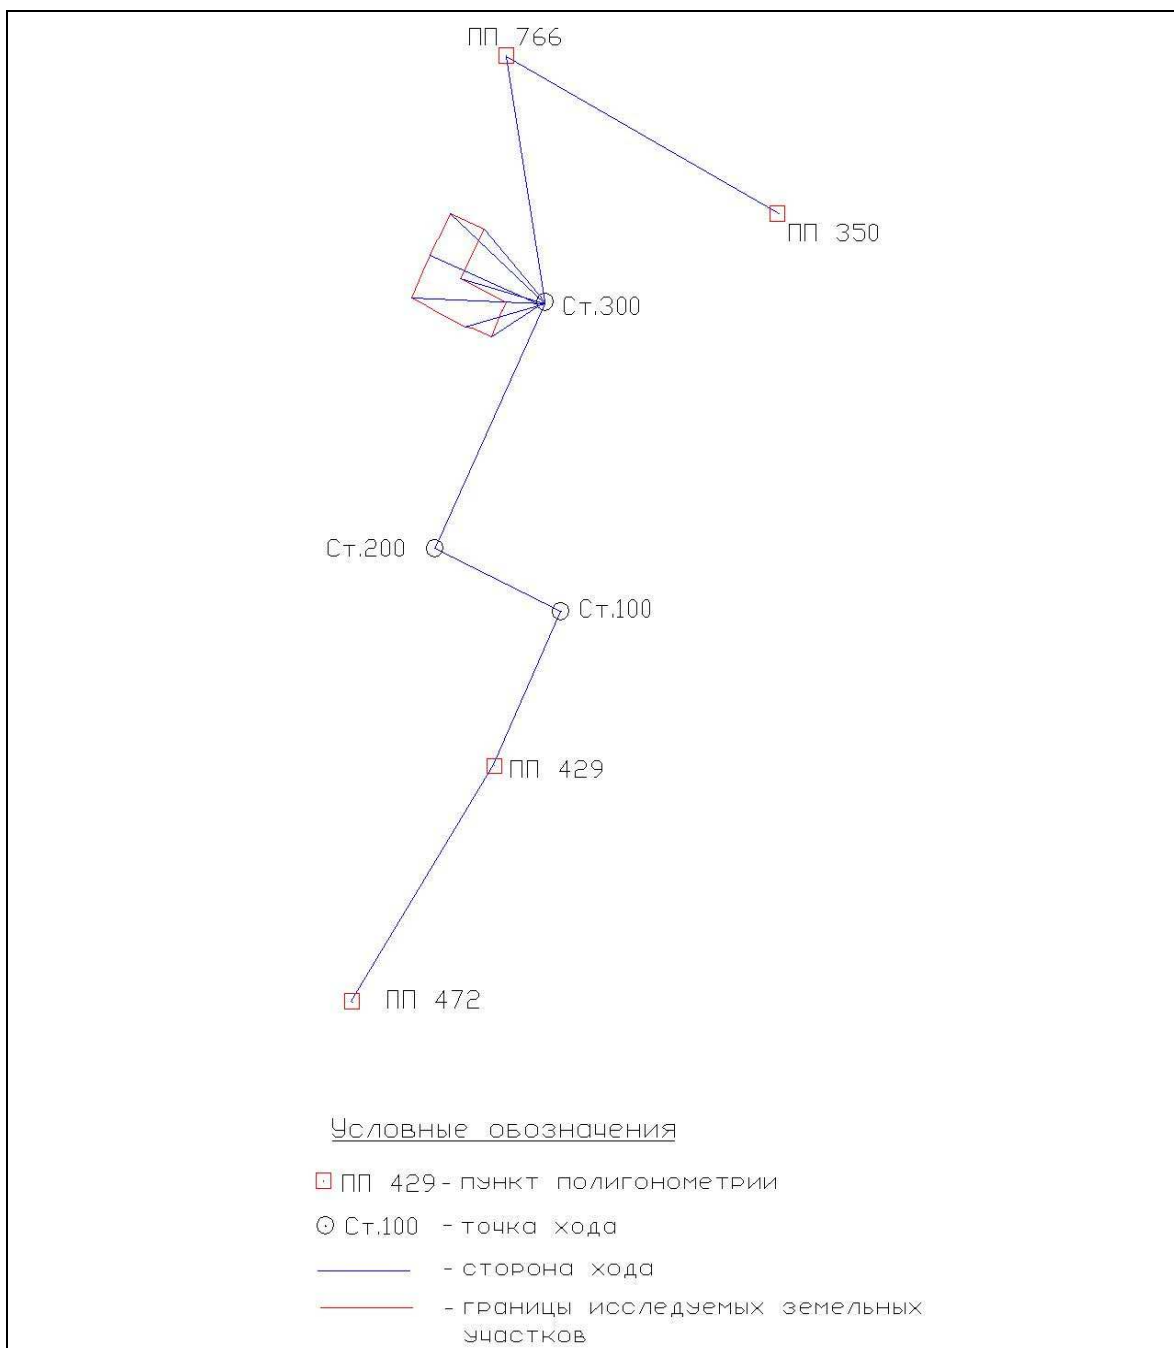 ПП 766
ПП 350
Ст.300
Ст.200
Ст.100
ПП 429
ПП 472
Условные обозначения
ПП 429 - пункт полигонометрии
Ст.100 - точка хода
- сторона хода
- границы исследуемых земельных
участков